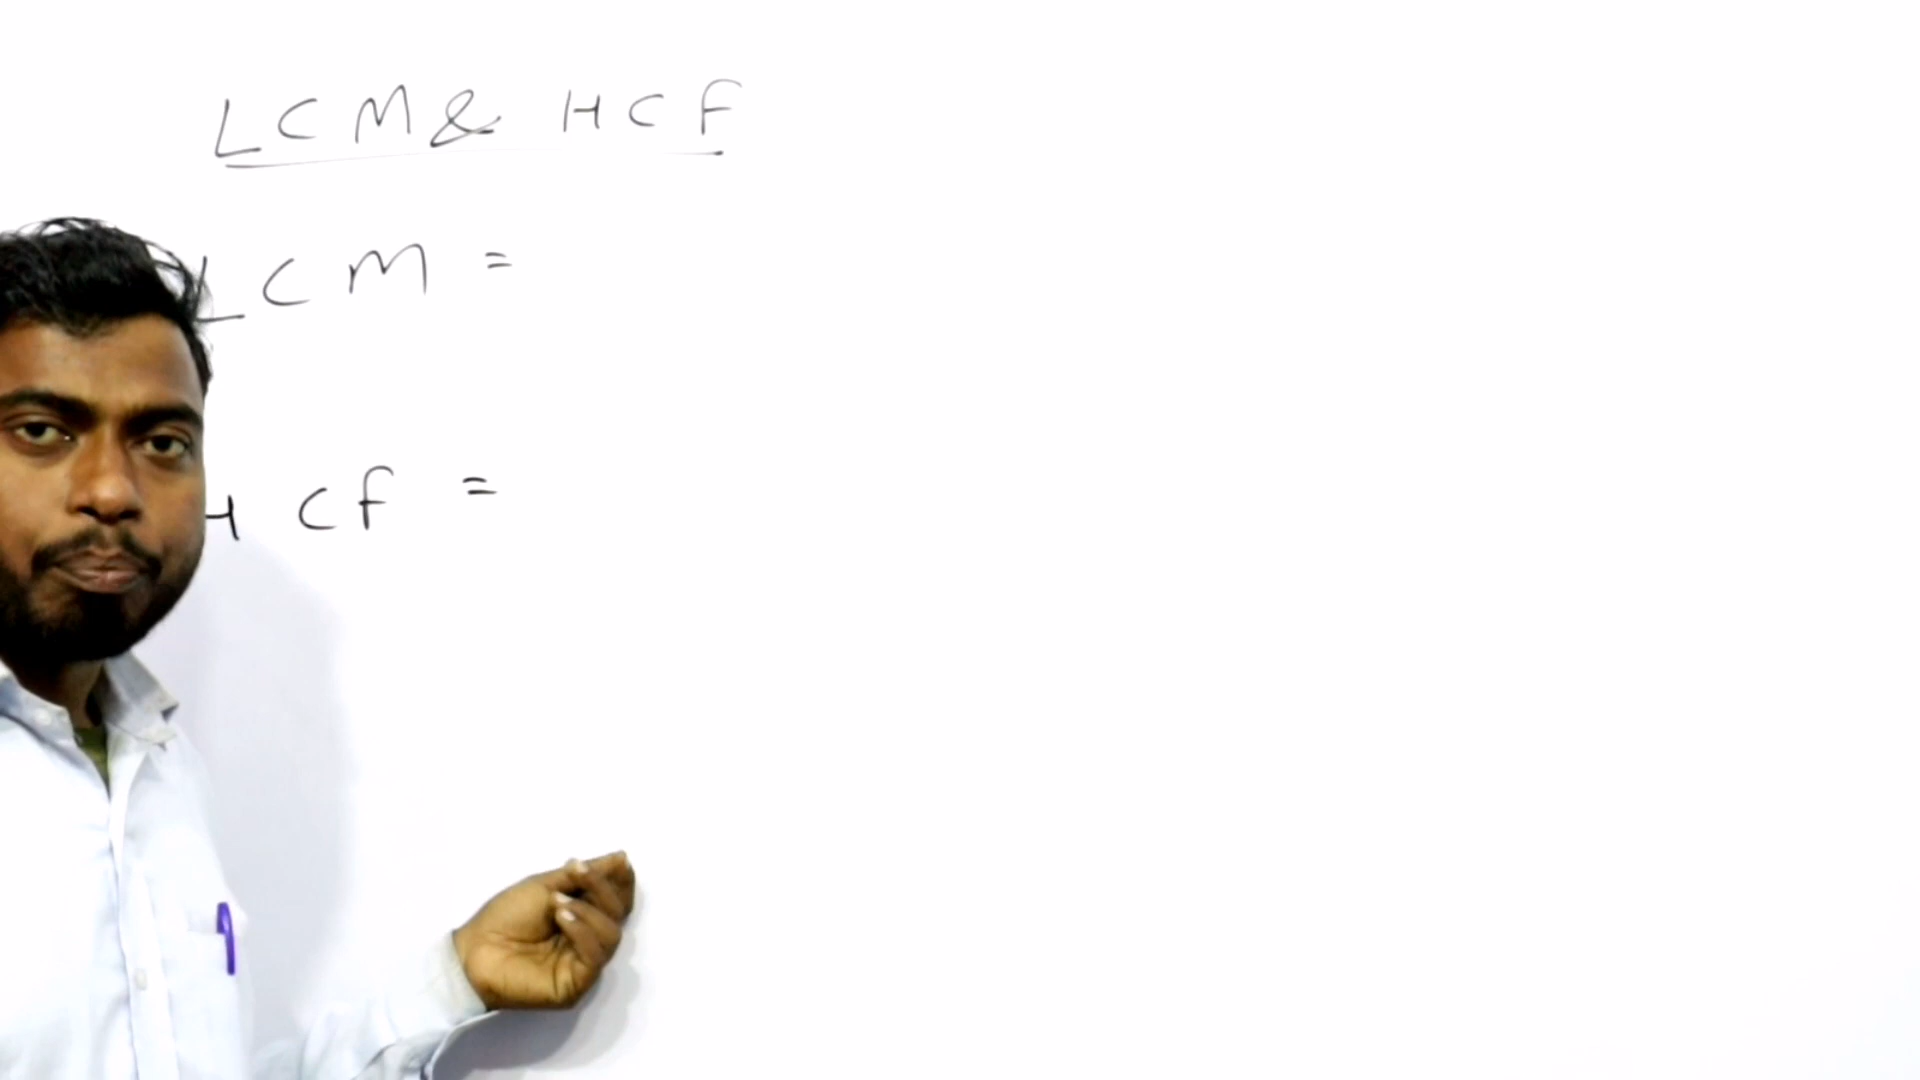 LCM & HCF
LCM =
HCF =